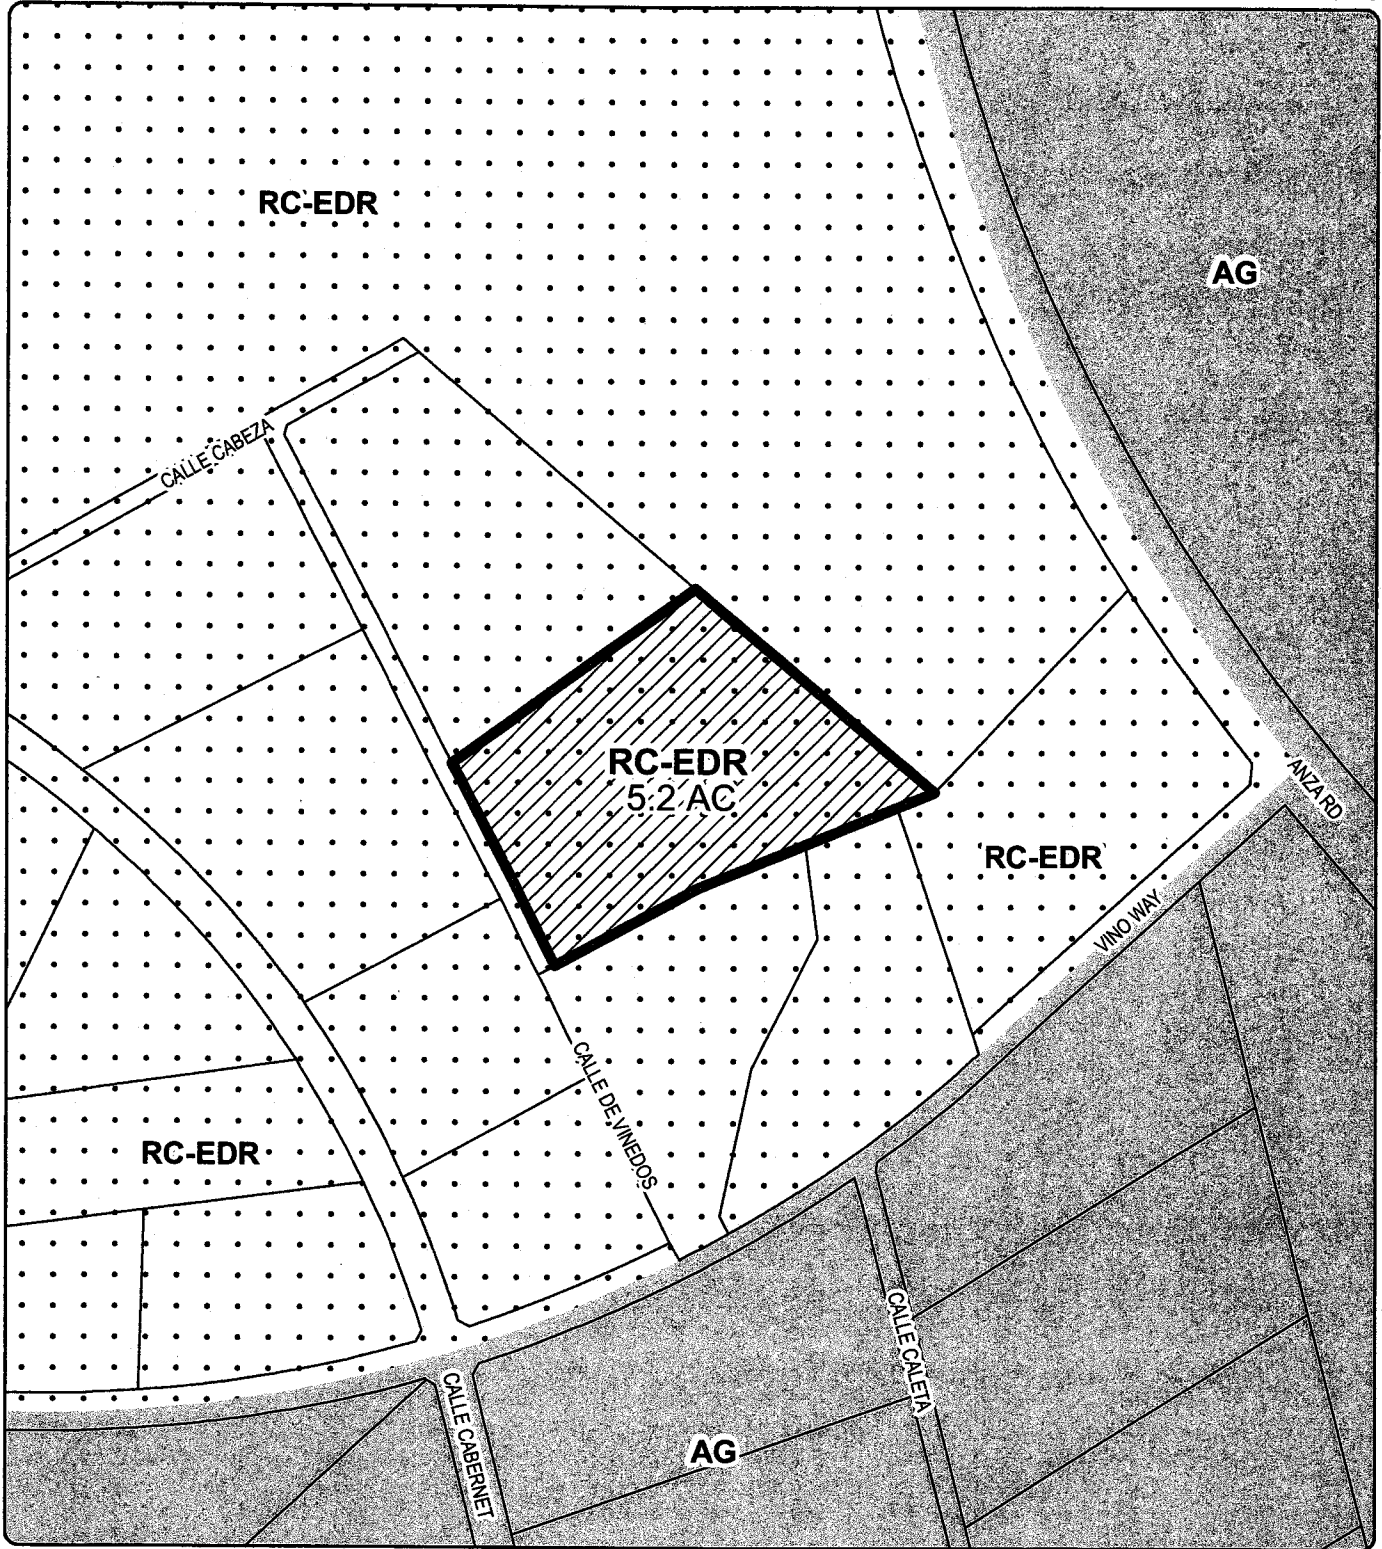 RC-EDR
AG
CALLE CABEZA
RC-EDR
5.2 AC
ANZA RD
RC-EDR
VINO WAY
CALLE DE VINEDOS
RC-EDR
CALLE CALETA
CALLE CABERNET
AG